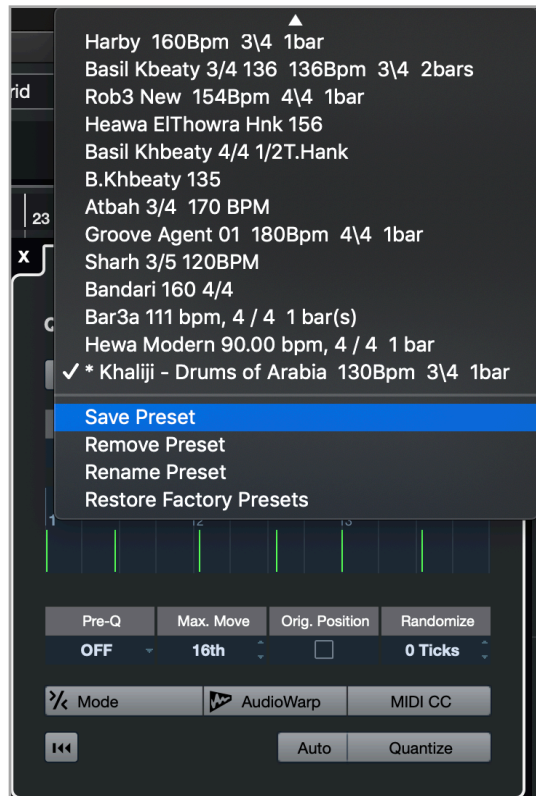 Harby 160Bpm 3\4 1bar
Basil Kbeaty 3/4 136 136Bpm 3\4 2bars
rid
Rob3 New 154Bpm 4\4 1bar
Heawa ElThowra Hnk 156
Basil Khbeaty 4/4 1/2T.Hank
B.Khbeaty 135
Atbah 3/4 170 BPM
23
Groove Agent 01 180Bpm 4\4 1bar
X
Sharh 3/5 120BPM
Bandari 160 4/4
Bar3a 111 bpm, 4 / 4 1 bar(s)
Hewa Modern 90.00 bpm, 4 / 4 1 bar
✓ * Khaliji - Drums of Arabia 130Bpm 3\4 1bar
Save Preset
Remove Preset
Rename Preset
Restore Factory Presets
1 12 13
Pre-Q Max. Move Orig. Position Randomize
OFF 16th 0 Ticks
Mode AudioWarp MIDI CC
Auto Quantize